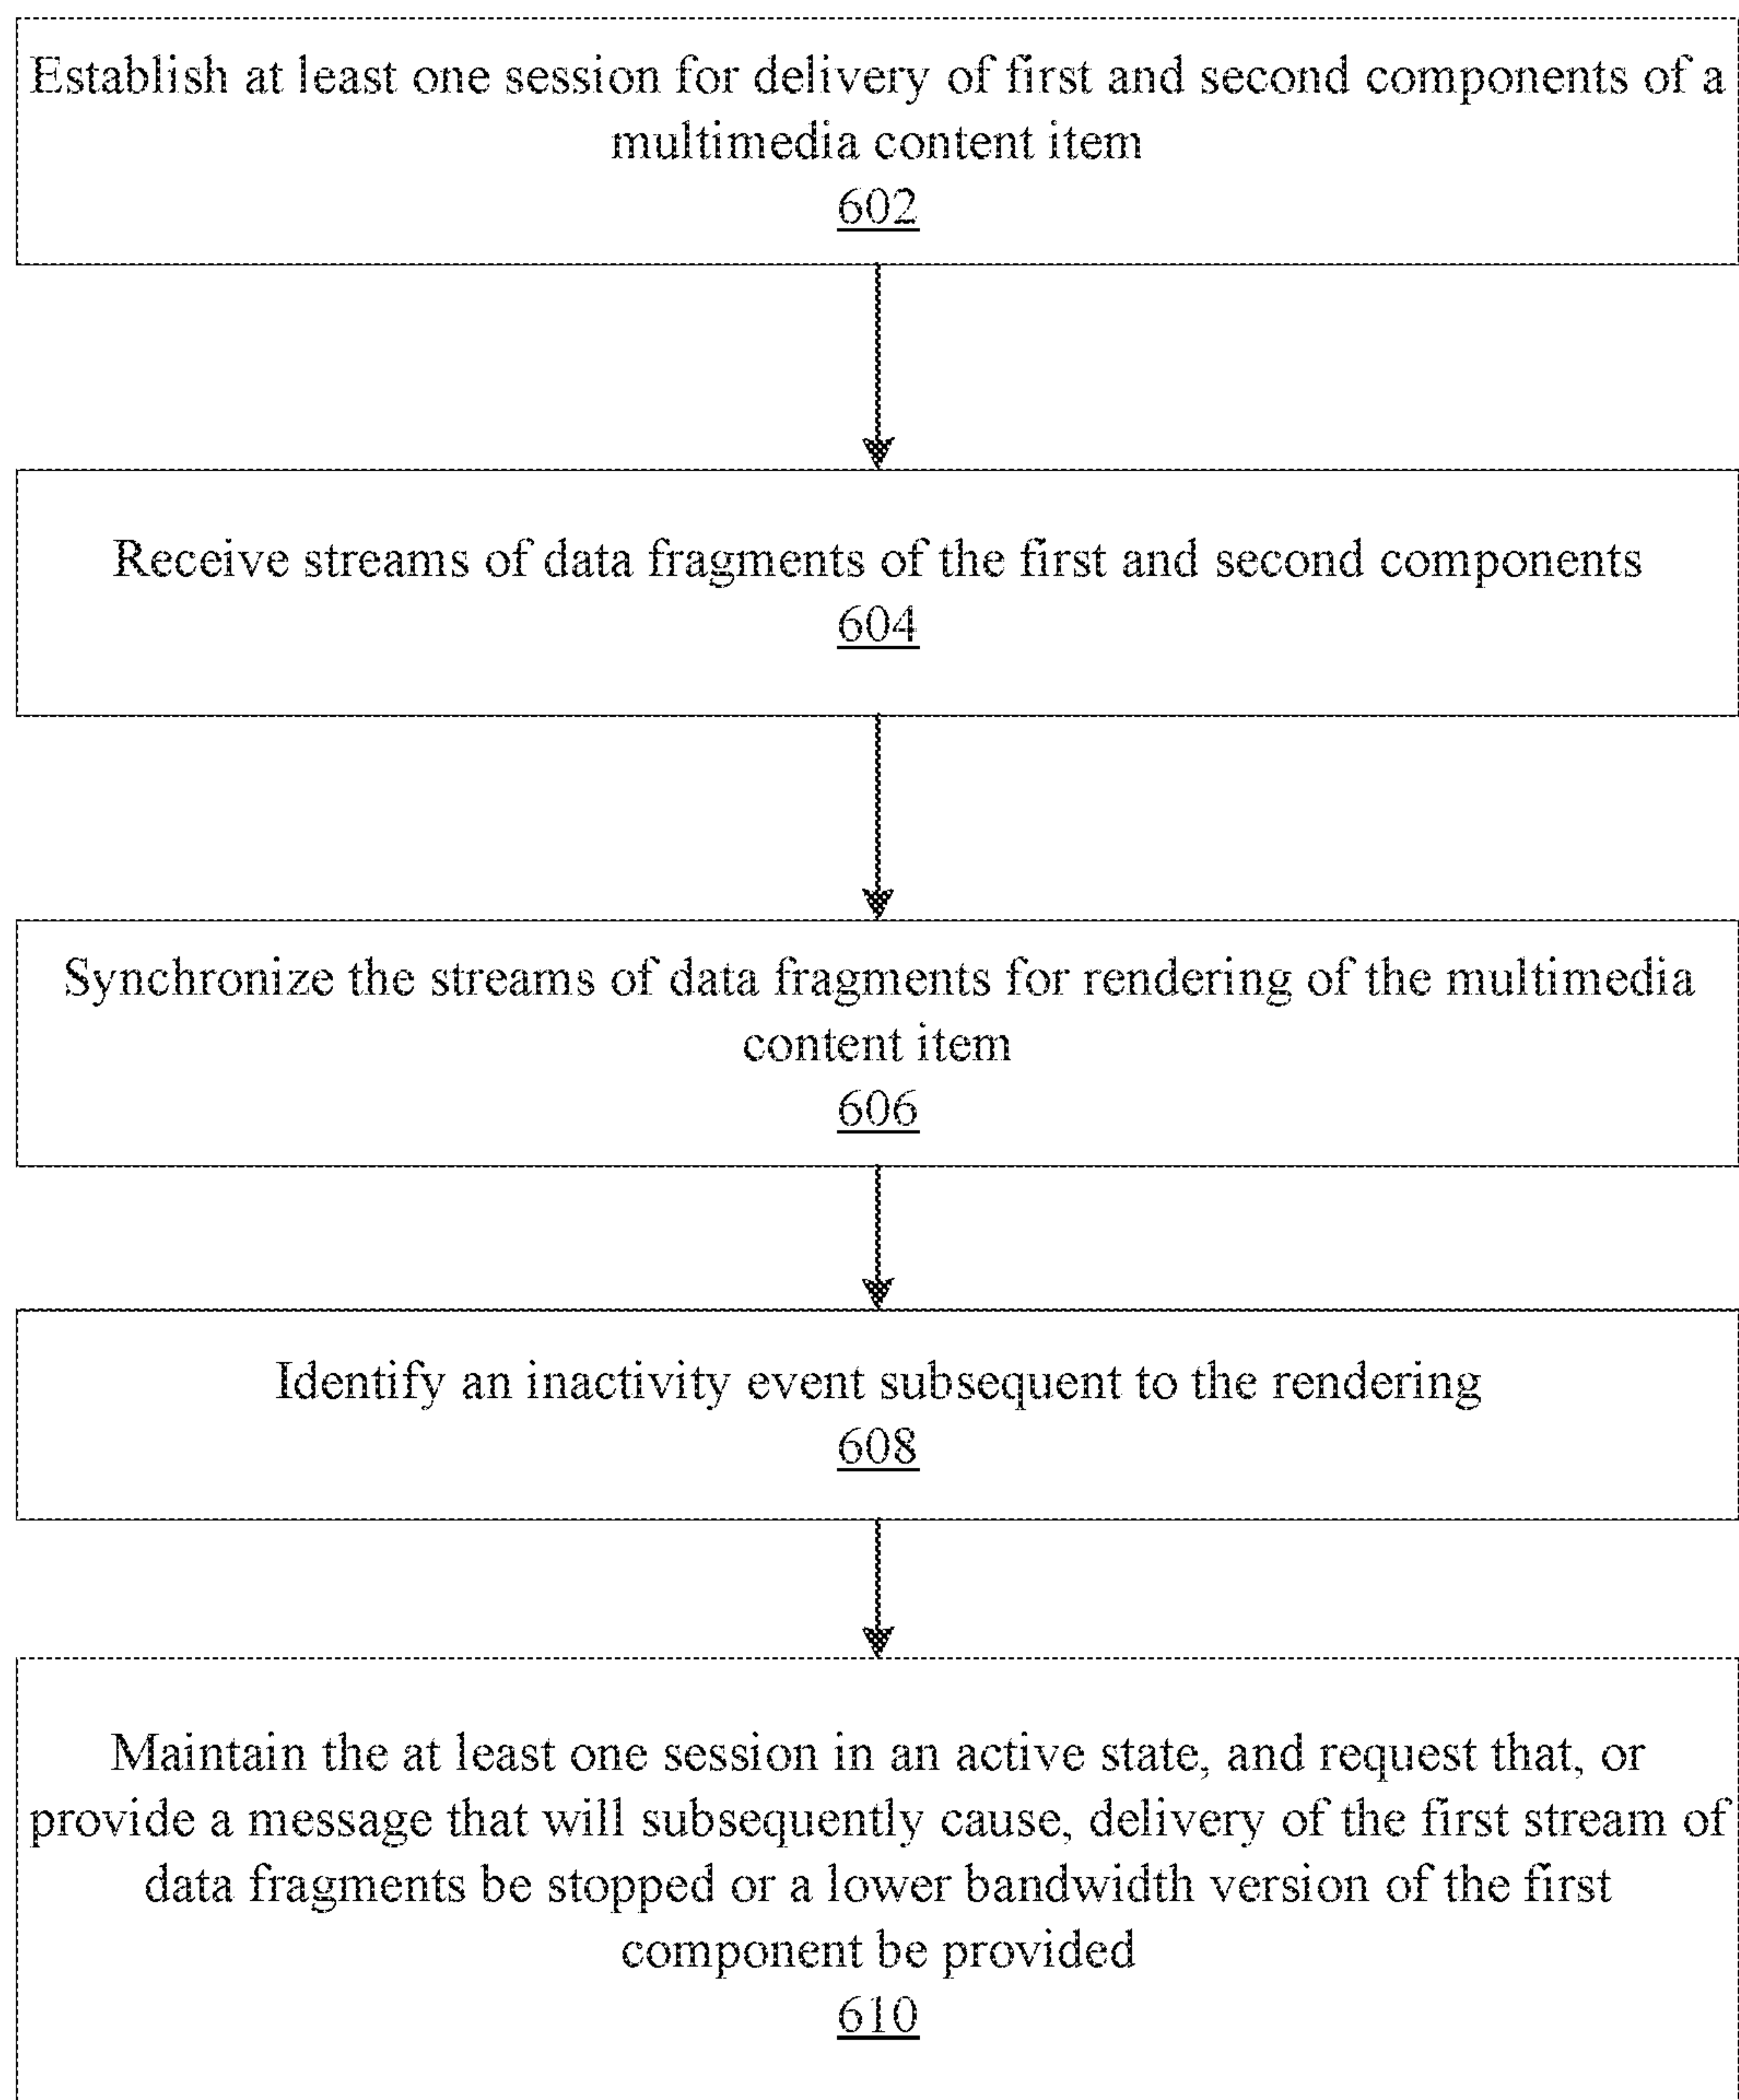 Establish at least one session for delivery of first and second components of a
multimedia content item
602
Receive streams of data fragments of the first and second components
604
Synchronize the streams of data fragments for rendering of the multimedia
content item
606
Identify an inactivity event subsequent to the rendering
608
Maintain the at least one session in an active state, and request that, or
provide a message that will subsequently cause, delivery of the first stream of
data fragments be stopped or a lower bandwidth version of the first
component be provided
610